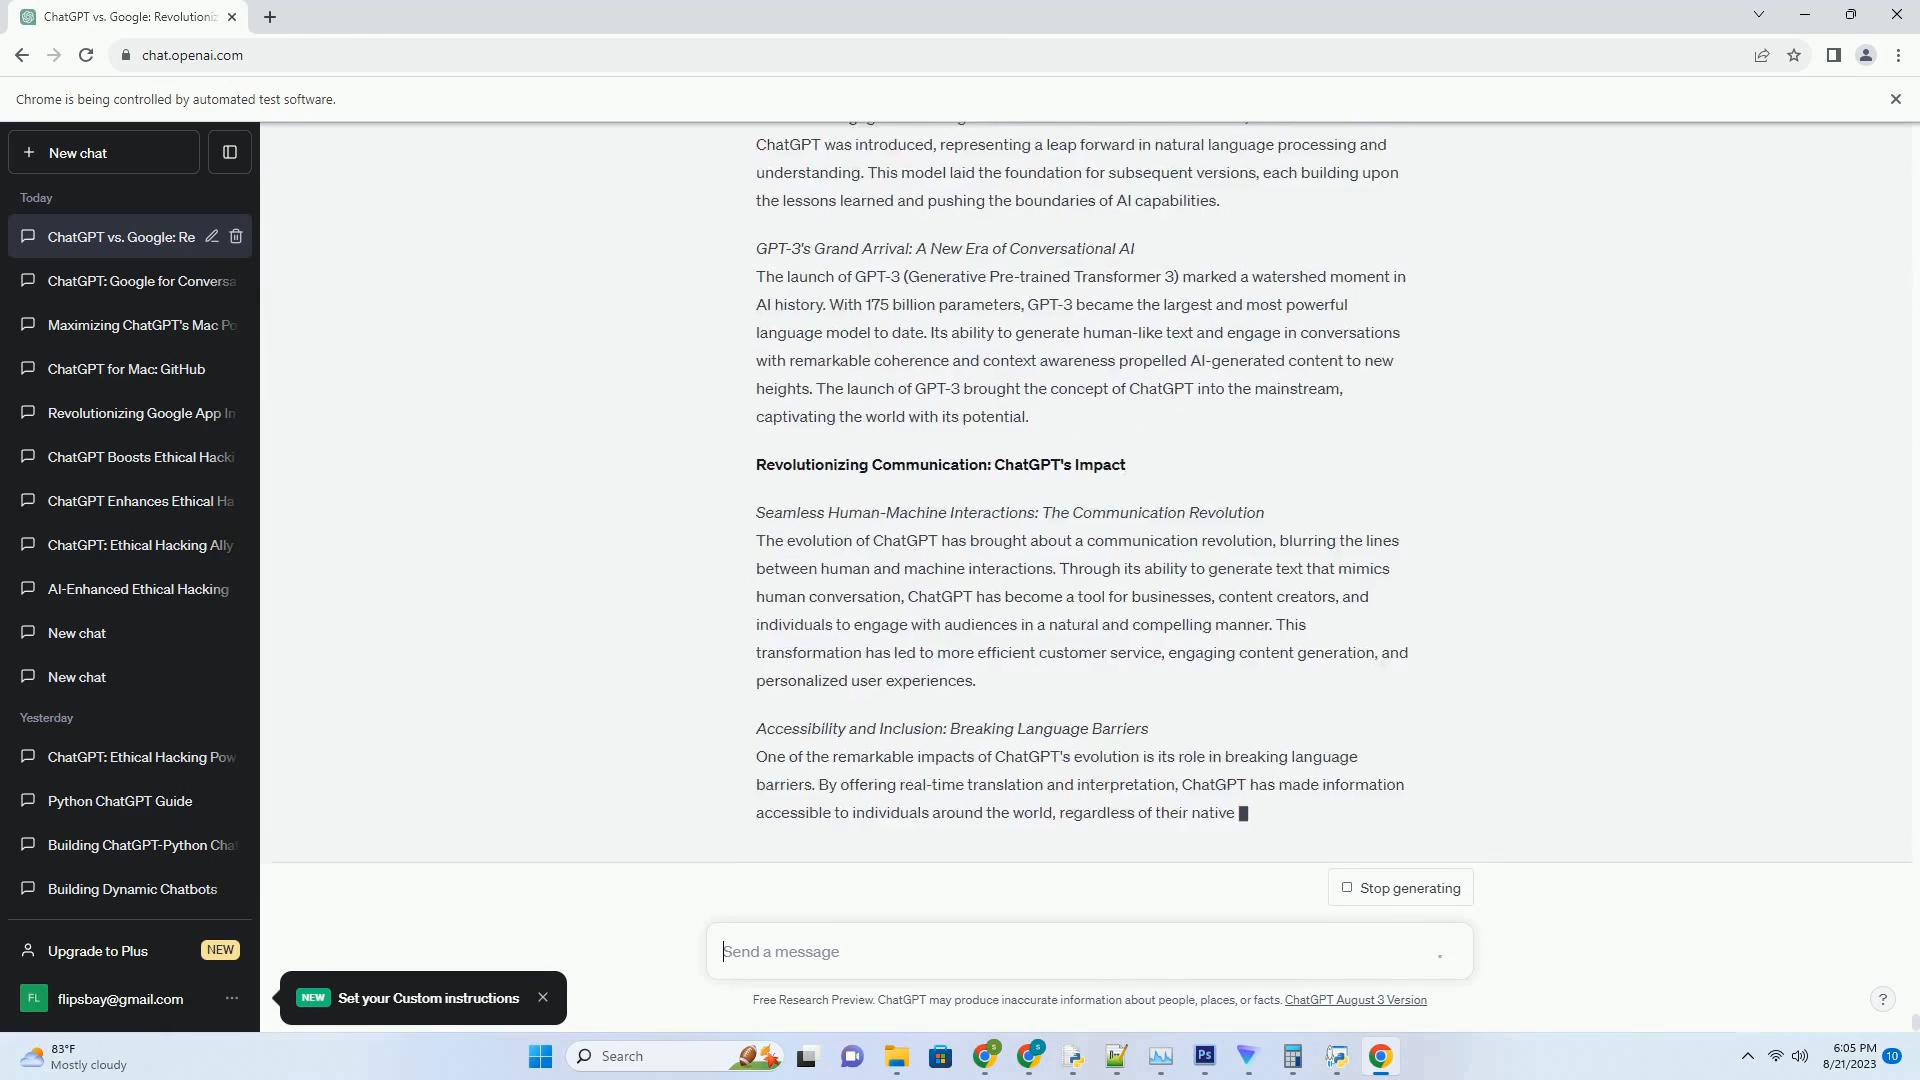 ChatGPT vs. Google: Revolutioniz
chat.openai.com
Chrome is being controlled by automated test software.
New chat
Today
ChatGPT vs. Google: Re
ChatGPT: Google for Conversa
Maximizing ChatGPT's Mac Po
ChatGPT for Mac: GitHub
Revolutionizing Google App In
ChatGPT Boosts Ethical Hacki
ChatGPT Enhances Ethical Ha
ChatGPT: Ethical Hacking Ally
AI-Enhanced Ethical Hacking
New chat
New chat
Yesterday
ChatGPT: Ethical Hacking Pow
Python ChatGPT Guide
Building ChatGPT-Python Cha
Building Dynamic Chatbots
Upgrade to Plus NEW
FL flipsbay@gmail.com
ChatGPT was introduced, representing a leap forward in natural language processing and
understanding. This model laid the foundation for subsequent versions, each building upon
the lessons learned and pushing the boundaries of AI capabilities.
GPT-3's Grand Arrival: A New Era of Conversational AI
The launch of GPT-3 (Generative Pre-trained Transformer 3) marked a watershed moment in
AI history. With 175 billion parameters, GPT-3 became the largest and most powerful
language model to date. Its ability to generate human-like text and engage in conversations
with remarkable coherence and context awareness propelled AI-generated content to new
heights. The launch of GPT-3 brought the concept of ChatGPT into the mainstream,
captivating the world with its potential.
Revolutionizing Communication: ChatGPT's Impact
Seamless Human-Machine Interactions: The Communication Revolution
The evolution of ChatGPT has brought about a communication revolution, blurring the lines
between human and machine interactions. Through its ability to generate text that mimics
human conversation, ChatGPT has become a tool for businesses, content creators, and
individuals to engage with audiences in a natural and compelling manner. This
transformation has led to more efficient customer service, engaging content generation, and
personalized user experiences.
Accessibility and Inclusion: Breaking Language Barriers
One of the remarkable impacts of ChatGPT's evolution is its role in breaking language
barriers. By offering real-time translation and interpretation, ChatGPT has made information
accessible to individuals around the world, regardless of their native
Stop generating
Send a message
NEW Set your Custom instructions
Free Research Preview. ChatGPT may produce inaccurate information about people, places, or facts. ChatGPT August 3 Version
?
83°F
Mostly cloudy
Search
Ps
6:05 PM
8/21/2023
10